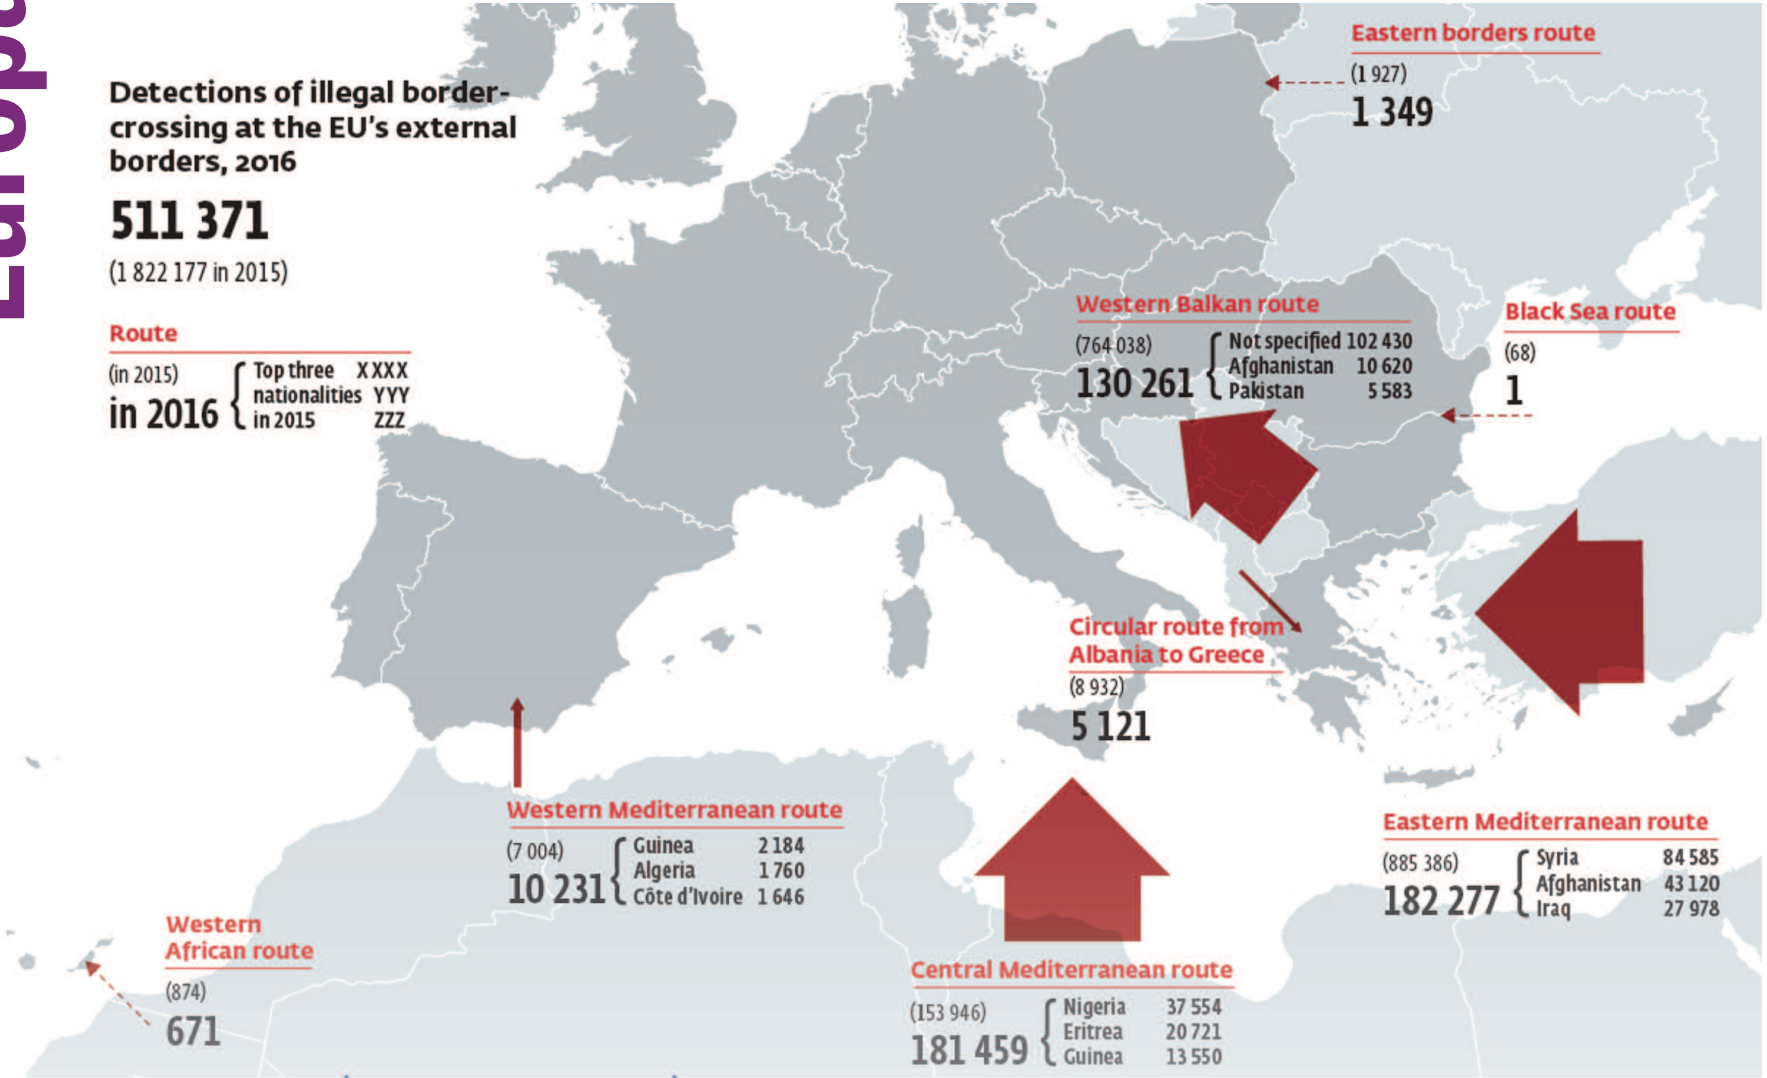 Detections of illegal border-
crossing at the EU's external
borders, 2016
511 371
(1 822 177 in 2015)
Route
(in 2015)
in 2016
Top three XXXX
nationalities YYY
in 2015 ZZZ
Eastern borders route
(1 927)
1 349
Western Balkan route
(764 038)
130 261
Not specified 102 430
Afghanistan 10 620
Pakistan 5 583
Black Sea route
(68)
1
Circular route from
Albania to Greece
(8 932)
5 121
Western Mediterranean route
(7 004)
10 231
Guinea 2 184
Algeria 1 760
Côte d'Ivoire 1 646
Eastern Mediterranean route
(885 386)
182 277
Syria 84 585
Afghanistan 43 120
Iraq 27 978
Western
African route
(874)
671
Central Mediterranean route
(153 946)
181 459
Nigeria 37 554
Eritrea 20 721
Guinea 13 550